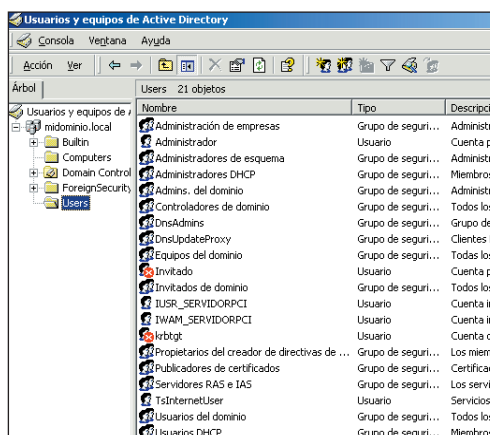 Usuarios y equipos de Active Directory
Consola Ventana Ayuda
Acción Ver
Árbol
Users 21 objetos
Usuarios y equipos de
midominio.local
Builtin
Computers
Domain Control
ForeignSecurity
Users
Nombre Tipo Descripci
Administración de empresas Grupo de seguri... Administr
Administrador Usuario Cuenta p
Administradores de esquema Grupo de seguri... Administr
Administradores DHCP Grupo de seguri... Miembros
Admins. del dominio Grupo de seguri... Administr
Controladores de dominio Grupo de seguri... Todos los
DnsAdmins Grupo de seguri... Grupo de
DnsUpdateProxy Grupo de seguri... Clientes
Equipos del dominio Grupo de seguri... Todas los
Invitado Usuario Cuenta p
Invitados de dominio Grupo de seguri... Todos los
IUSR_SERVIDORPCI Usuario Cuenta i
IWAM_SERVIDORPCI Usuario Cuenta i
krbtgt Usuario Cuenta
Propietarios del creador de directivas de ... Grupo de seguri... Los miem
Publicadores de certificados Grupo de seguri... Certifica
Servidores RAS e IAS Grupo de seguri... Los servi
TsInternetUser Usuario Servicios
Usuarios del dominio Grupo de seguri... Todos los
Usuarios DHCP Grupo de seguri... Miembros